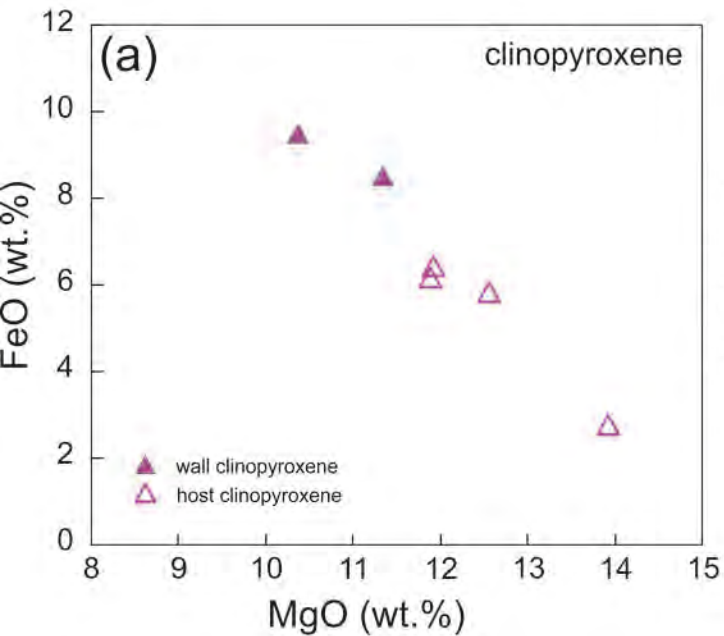 (a)
clinopyroxene
12
10
8
6
4
2
0
FeO (wt.%)
wall clinopyroxene
host clinopyroxene
8 9 10 11 12 13 14 15
MgO (wt.%)